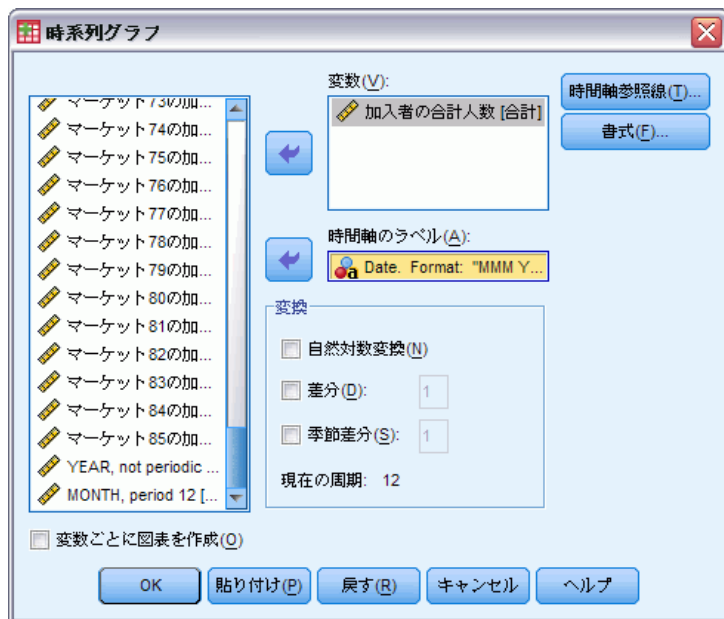 時系列グラフ
マーケット73の加...
マーケット74の加...
マーケット75の加...
マーケット76の加...
マーケット77の加...
マーケット78の加...
マーケット79の加...
マーケット80の加...
マーケット81の加...
マーケット82の加...
マーケット83の加...
マーケット84の加...
マーケット85の加...
YEAR, not periodic ...
MONTH, period 12 [...
変数(V):
加入者の合計人数 [合計]
時間軸のラベル(A):
Date. Format: "MMM Y...
変換
自然対数変換(N)
差分(D): 1
季節差分(S): 1
現在の周期: 12
時間軸参照線(T)...
書式(F)...
変数ごとに図表を作成(O)
OK 貼り付け(P) 戻す(R) キャンセル ヘルプ